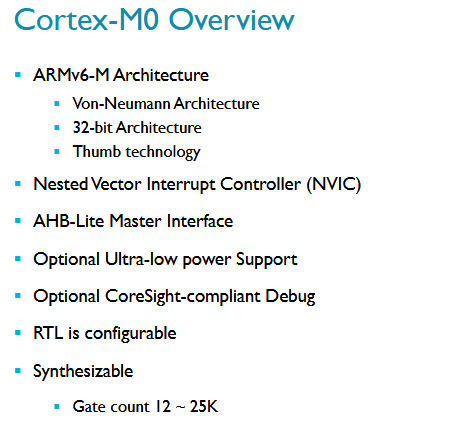 Cortex-M0 Overview
ARMv6-M Architecture
Von-Neumann Architecture
32-bit Architecture
Thumb technology
Nested Vector Interrupt Controller (NVIC)
AHB-Lite Master Interface
Optional Ultra-low power Support
Optional CoreSight-compliant Debug
RTL is configurable
Synthesizable
Gate count 12 ~ 25K